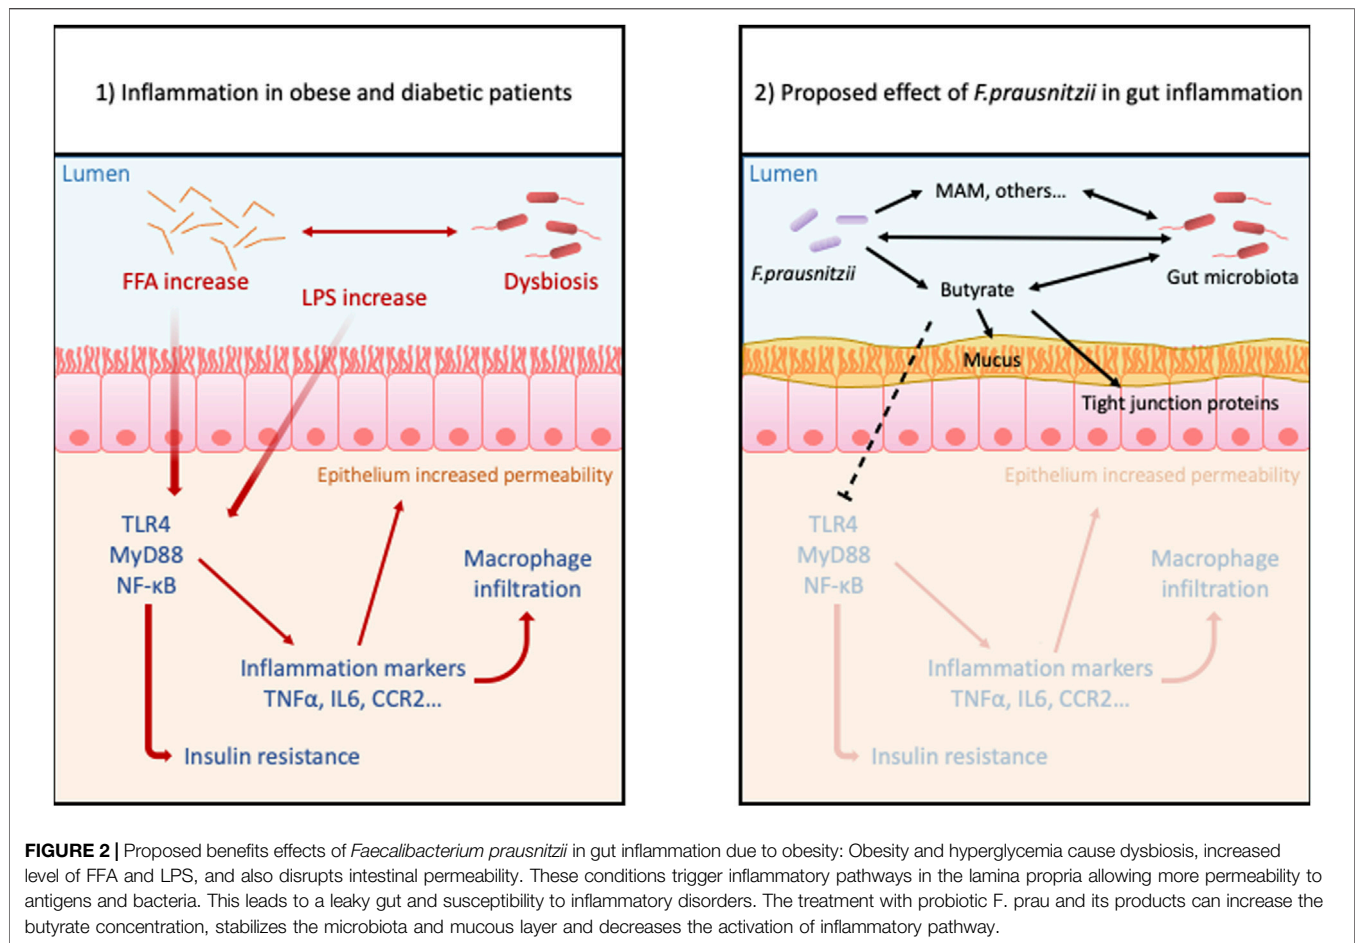 1) Inflammation in obese and diabetic patients
Lumen
FFA increase
LPS increase
Dysbiosis
Epithelium increased permeability
TLR4
MyD88
NF-κB
Macrophage
infiltration
Inflammation markers
TNFα, IL6, CCR2...
Insulin resistance
2) Proposed effect of F.prausnitzii in gut inflammation
Lumen
MAM, others...
F.prausnitzii
Gut microbiota
Butyrate
Mucus
Tight junction proteins
Epithelium increased permeability
TLR4
MyD88
NF-κB
Macrophage
infiltration
Inflammation markers
TNFα, IL6, CCR2...
Insulin resistance
FIGURE 2 | Proposed benefits effects of Faecalibacterium prausnitzii in gut inflammation due to obesity: Obesity and hyperglycemia cause dysbiosis, increased
level of FFA and LPS, and also disrupts intestinal permeability. These conditions trigger inflammatory pathways in the lamina propria allowing more permeability to
antigens and bacteria. This leads to a leaky gut and susceptibility to inflammatory disorders. The treatment with probiotic F. prau and its products can increase the
butyrate concentration, stabilizes the microbiota and mucous layer and decreases the activation of inflammatory pathway.